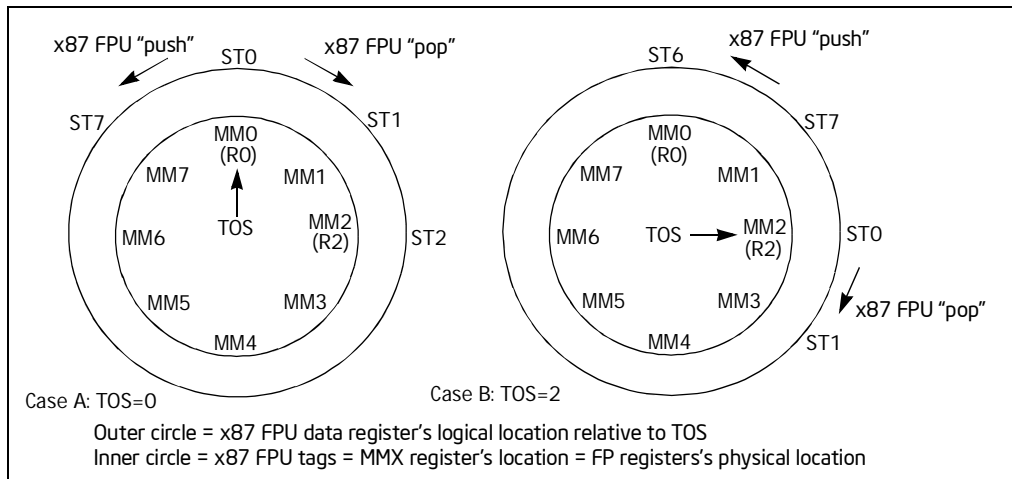 x87 FPU “push”
x87 FPU “pop”
ST0
ST7
ST1
MM0
(R0)
MM7
MM1
TOS
MM6
MM2
(R2)
ST2
MM5
MM3
MM4
Case A: TOS=0
x87 FPU “push”
ST6
ST7
MM0
(R0)
MM7
MM1
MM6
TOS
MM2
(R2)
ST0
MM5
MM3
x87 FPU “pop”
MM4
ST1
Case B: TOS=2
Outer circle = x87 FPU data register’s logical location relative to TOS
Inner circle = x87 FPU tags = MMX register’s location = FP registers’s physical location